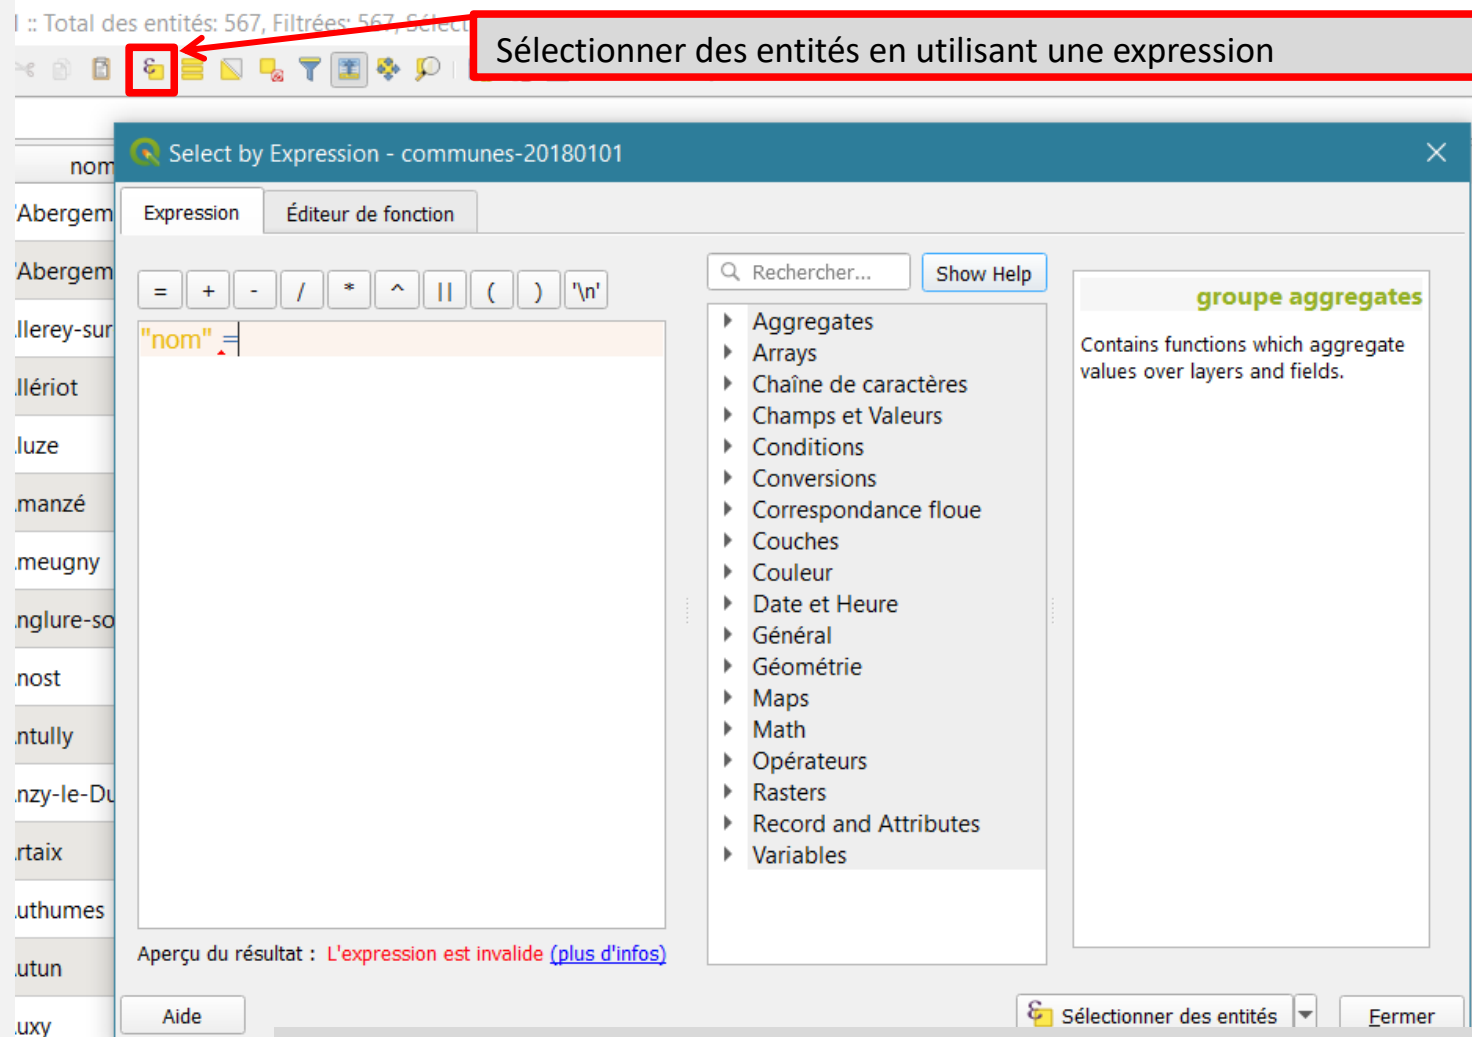 :: Total des entités: 567, Filtrées: 567, Sélect
Sélectionner des entités en utilisant une expression
Select by Expression - communes-20180101
nom
'Abergem
'Abergem
llerey-sur
llériot
luze
manzé
meugny
nglure-so
nost
ntully
nzy-le-Du
rtaix
uthumes
utun
uxy
Expression
Éditeur de fonction
= + - / * ^ || ( ) '\n'
"nom" =
Rechercher...
Show Help
Aggregates
Arrays
Chaîne de caractères
Champs et Valeurs
Conditions
Conversions
Correspondance floue
Couches
Couleur
Date et Heure
Général
Géométrie
Maps
Math
Opérateurs
Rasters
Record and Attributes
Variables
groupe aggregates
Contains functions which aggregate
values over layers and fields.
Aperçu du résultat : L'expression est invalide (plus d'infos)
Aide
Sélectionner des entités
Fermer